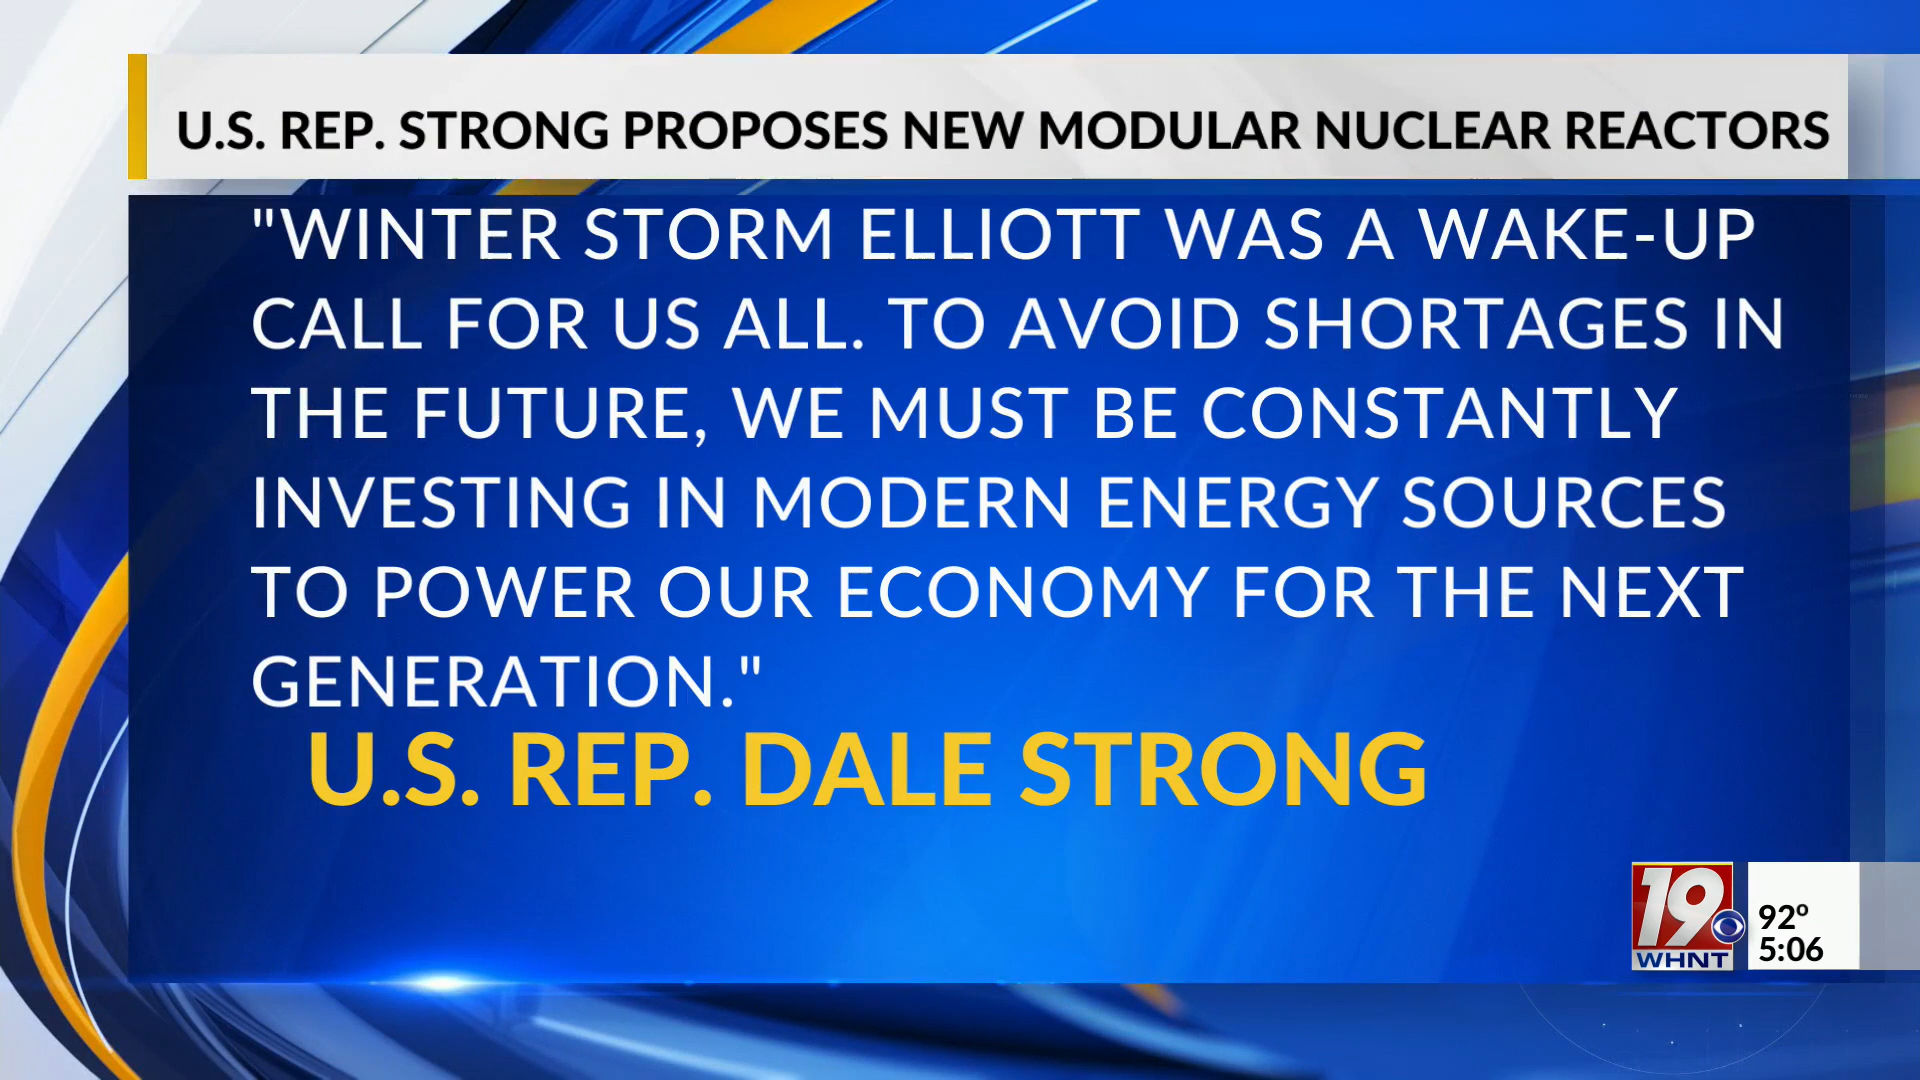 U.S. REP. STRONG PROPOSES NEW MODULAR NUCLEAR REACTORS
"WINTER STORM ELLIOTT WAS A WAKE-UP
CALL FOR US ALL. TO AVOID SHORTAGES IN
THE FUTURE, WE MUST BE CONSTANTLY
INVESTING IN MODERN ENERGY SOURCES
TO POWER OUR ECONOMY FOR THE NEXT
GENERATION."
U.S. REP. DALE STRONG
19
WHNT
92º
5:06